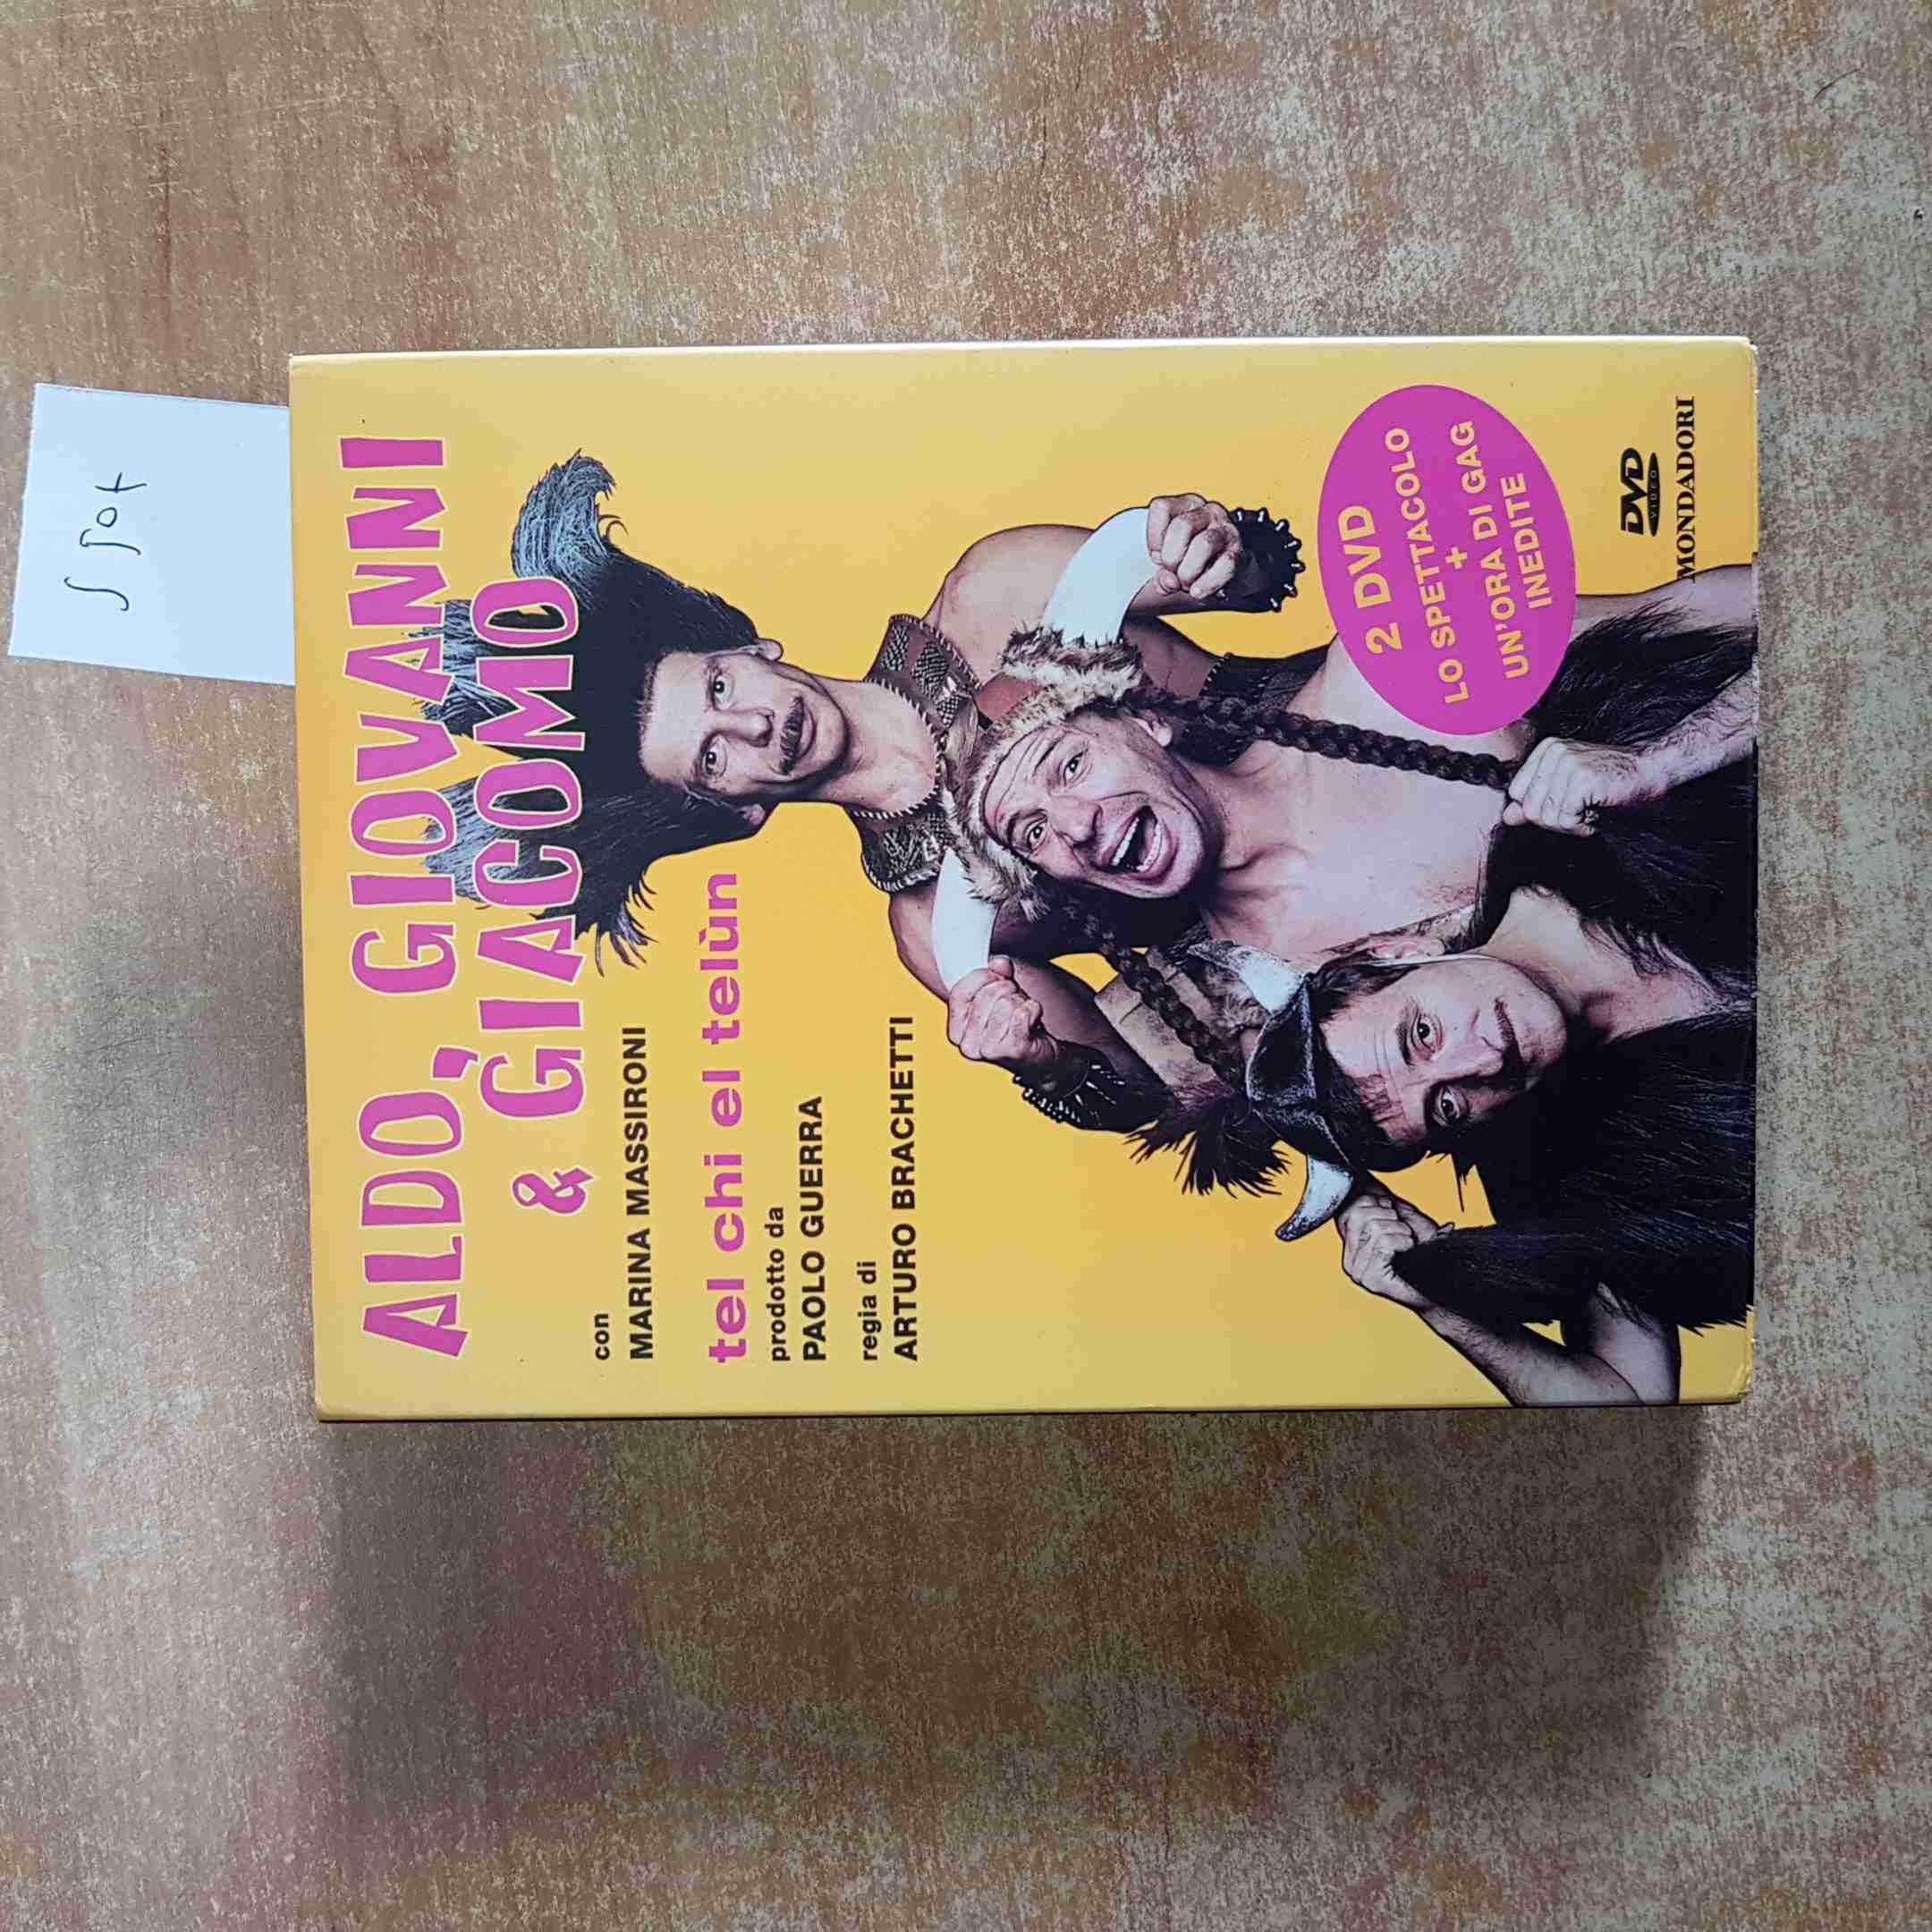 ALDO, GIOVANNI
& GIACOMO
con
MARINA MASSIRONI
tel chi el telùn
prodotto da
PAOLO GUERRA
regia di
ARTURO BRACHETTI
2 DVD
LO SPETTACOLO
+
UN'ORA DI GAG
INEDITE
DVD
VIDEO
MONDADORI